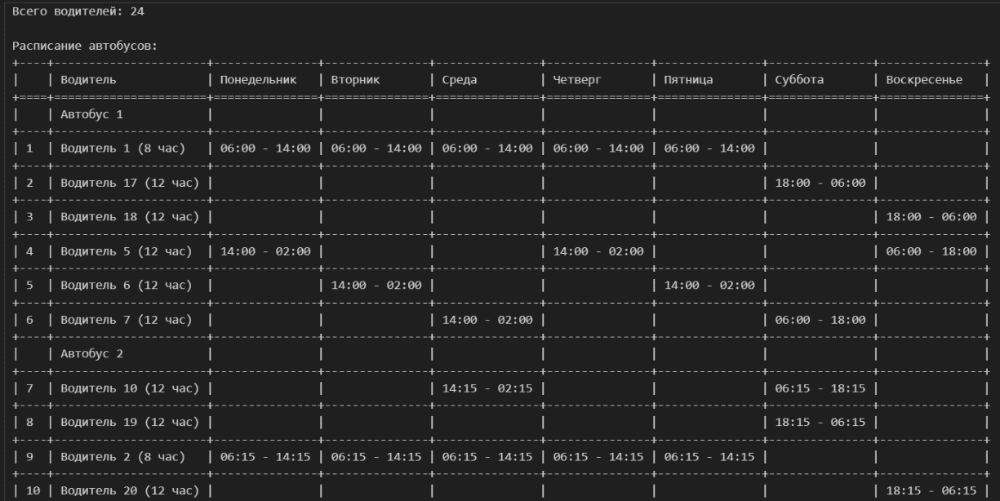 Всего водителей: 24
Расписание автобусов:
| | Водитель | Понедельник | Вторник | Среда | Четверг | Пятница | Суббота | Воскресенье |
| | Автобус 1 | | | | | | | |
| 1 | Водитель 1 (8 час) | 06:00 - 14:00 | 06:00 - 14:00 | 06:00 - 14:00 | 06:00 - 14:00 | 06:00 - 14:00 | | |
| 2 | Водитель 17 (12 час) | | | | | | 18:00 - 06:00 | |
| 3 | Водитель 18 (12 час) | | | | | | | 18:00 - 06:00 |
| 4 | Водитель 5 (12 час) | 14:00 - 02:00 | | | 14:00 - 02:00 | | | 06:00 - 18:00 |
| 5 | Водитель 6 (12 час) | | 14:00 - 02:00 | | | 14:00 - 02:00 | | |
| 6 | Водитель 7 (12 час) | | | 14:00 - 02:00 | | | 06:00 - 18:00 | |
| | Автобус 2 | | | | | | | |
| 7 | Водитель 10 (12 час) | | | 14:15 - 02:15 | | | 06:15 - 18:15 | |
| 8 | Водитель 19 (12 час) | | | | | | 18:15 - 06:15 | |
| 9 | Водитель 2 (8 час) | 06:15 - 14:15 | 06:15 - 14:15 | 06:15 - 14:15 | 06:15 - 14:15 | 06:15 - 14:15 | | |
| 10 | Водитель 20 (12 час) | | | | | | | 18:15 - 06:15 |